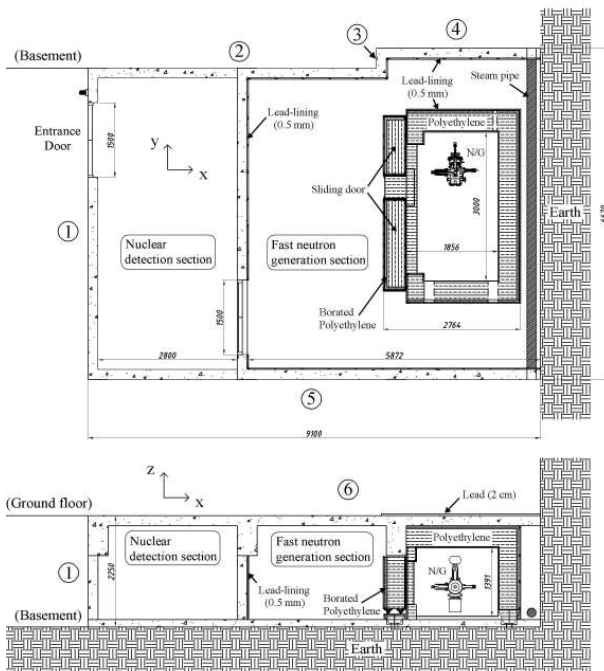 (Basement)
②
③
④
Lead-lining
(0.5 mm)
Steam pipe
Entrance
Door
1500
y
x
Lead-lining
(0.5 mm)
Polyethylene
N/G
Sliding door
3000
Earth
①
Nuclear
detection section
Fast neutron
generation section
1856
1500
Borated
Polyethylene
2764
2800
5872
⑤
9100
z
x
⑥
(Ground floor)
Lead (2 cm)
Nuclear
detection section
Fast neutron
generation section
Polyethylene
①
2250
N/G
1391
Lead-lining
(0.5 mm)
Borated
Polyethylene
(Basement)
Earth